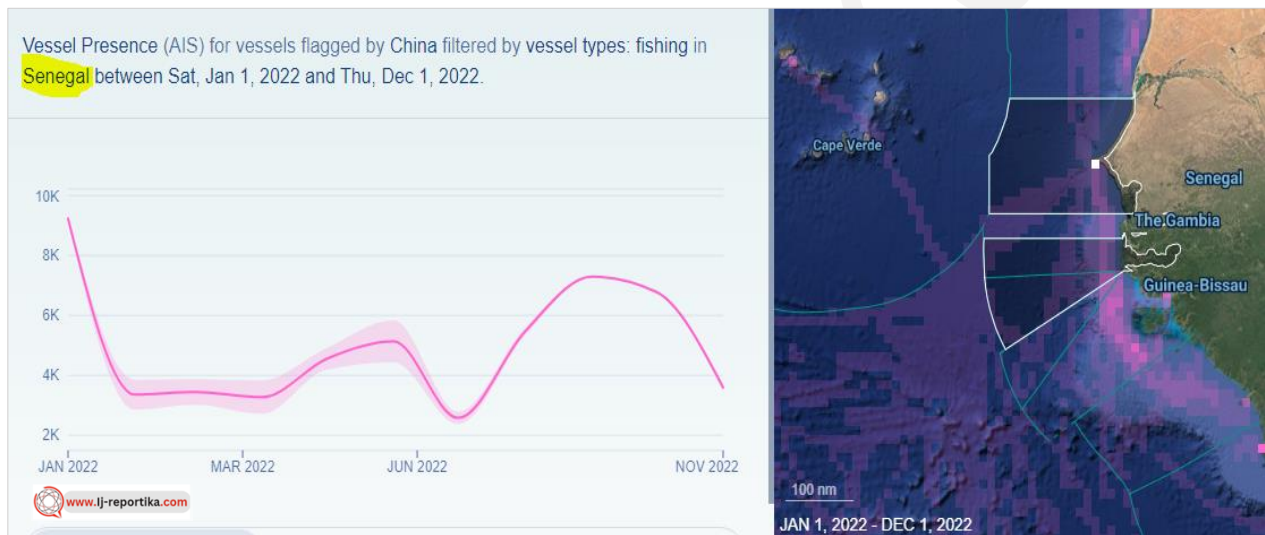 Vessel Presence (AIS) for vessels flagged by China filtered by vessel types: fishing in
Senegal between Sat, Jan 1, 2022 and Thu, Dec 1, 2022.
10K
8K
6K
4K
2K
JAN 2022
MAR 2022
JUN 2022
NOV 2022
www.lj-reportika.com
Cape Verde
Senegal
The Gambia
Guinea-Bissau
100 nm
JAN 1, 2022 - DEC 1, 2022